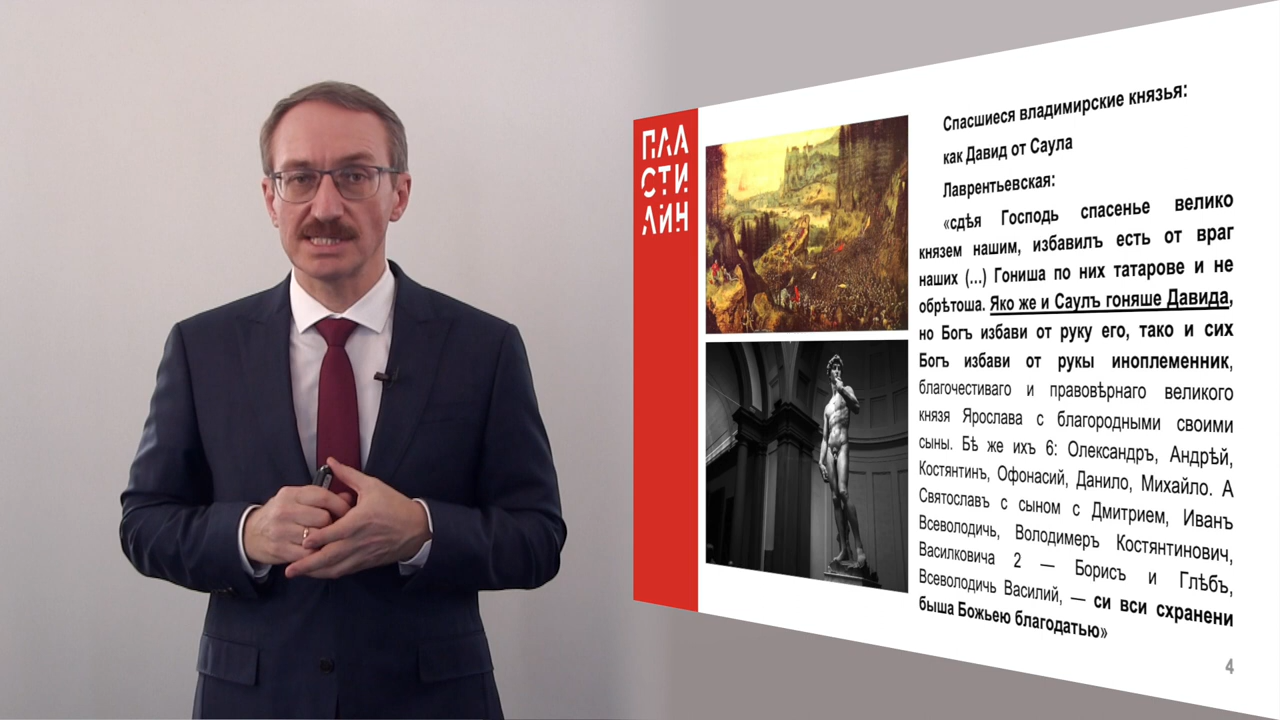 ПЛА
СТИ
ЛИН
Спасшиеся владимирские князья:
как Давид от Саула
Лаврентьевская:
«сдѣя Господь спасенье велико
князем нашим, избавилъ есть от враг
наших (...) Гониша по них татарове и не
обрѣтоша. Яко же и Саулъ гоняше Давида,
но Богъ избави от руку его, тако и сих
Богъ избави от рукы иноплеменник,
благочестиваго и правовѣрнаго великого
князя Ярослава с благородными своими
сыны. Бѣ же ихъ 6: Олександръ, Андрѣй,
Костянтинъ, Офонасий, Данило, Михайло. А
Святославъ с сыном с Дмитрием, Иванъ
Всеволодичь, Володимеръ Костянтинович,
Василковича 2 — Борисъ и Глѣбъ,
Всеволодичь Василий, — си вси схранени
быша Божьею благодатью»
4